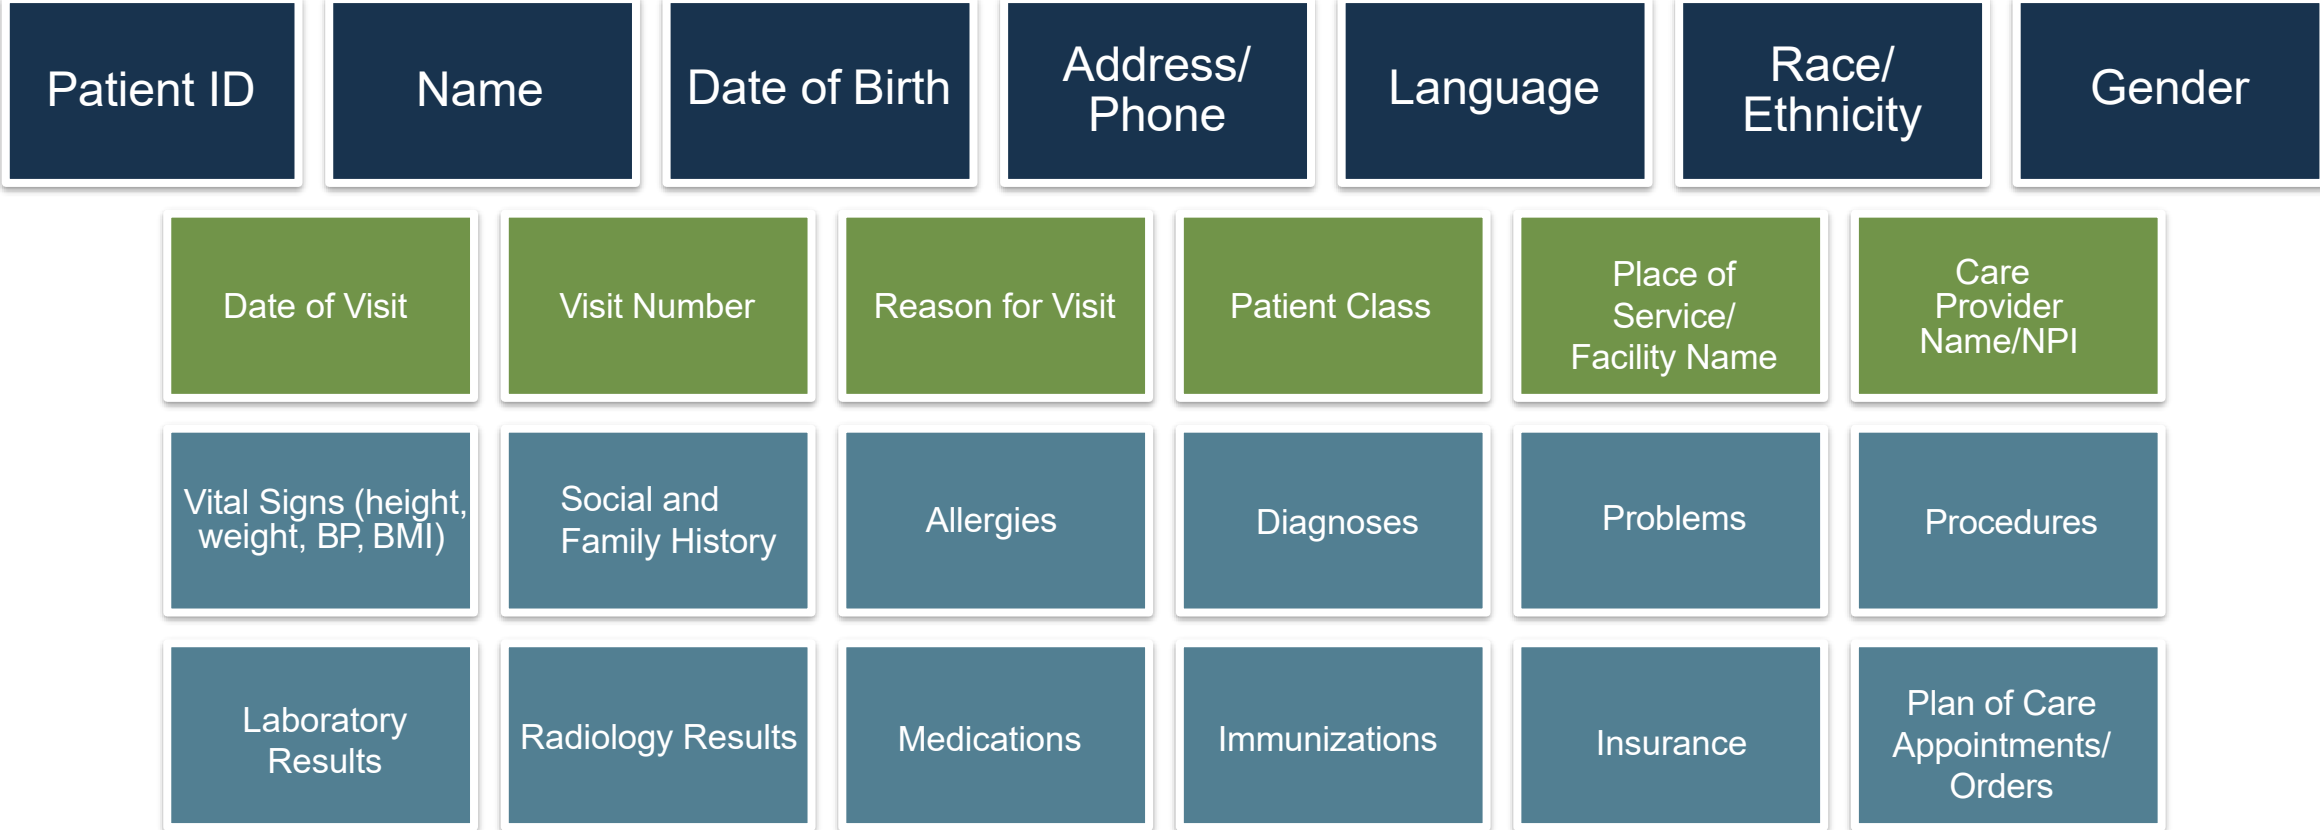 Patient ID
Name
Date of Birth
Address/
Phone
Language
Race/
Ethnicity
Gender
Date of Visit
Visit Number
Reason for Visit
Patient Class
Place of
Service/
Facility Name
Care
Provider
Name/NPI
Vital Signs (height,
weight, BP, BMI)
Social and
Family History
Allergies
Diagnoses
Problems
Procedures
Laboratory
Results
Radiology Results
Medications
Immunizations
Insurance
Plan of Care
Appointments/
Orders